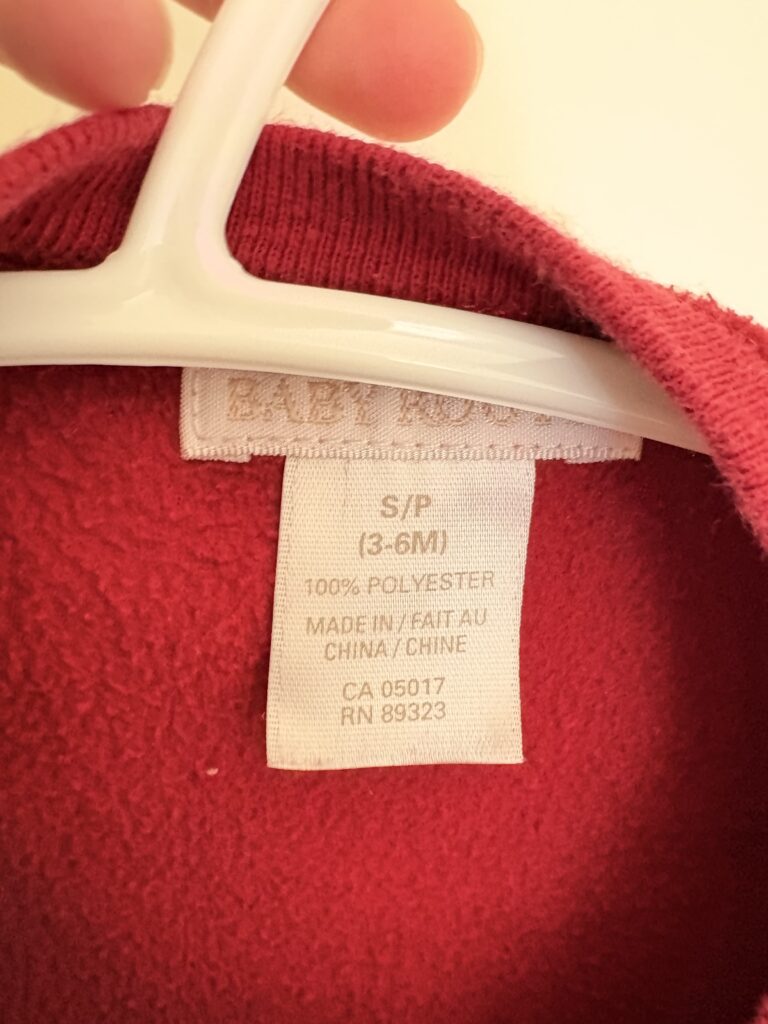 BABY
S/P
(3-6M)
100% POLYESTER
MADE IN / FAIT AU
CHINA / CHINE
CA 05017
RN 89323